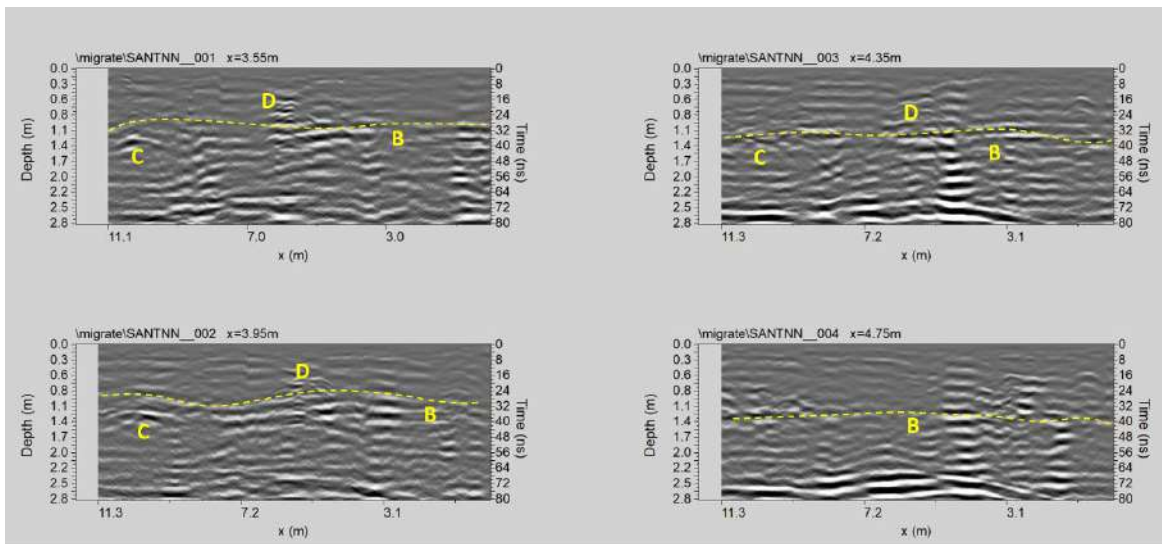 \migrate\SANTNN__001 x=3.55m
0.0
0.3
0.6
0.8
1.1
1.4
1.7
2.0
2.2
2.5
2.8
Depth (m)
D
B
C
0
8
16
24
32
40
48
56
64
72
80
Time (ns)
11.1 7.0 3.0
x (m)
\migrate\SANTNN__003 x=4.35m
0.0
0.3
0.6
0.8
1.1
1.4
1.7
2.0
2.2
2.5
2.8
Depth (m)
D
C
B
0
8
16
24
32
40
48
56
64
72
80
Time (ns)
11.3 7.2 3.1
x (m)
\migrate\SANTNN__002 x=3.95m
0.0
0.3
0.6
0.8
1.1
1.4
1.7
2.0
2.2
2.5
2.8
Depth (m)
D
B
C
0
8
16
24
32
40
48
56
64
72
80
Time (ns)
11.3 7.2 3.1
x (m)
\migrate\SANTNN__004 x=4.75m
0.0
0.3
0.6
0.8
1.1
1.4
1.7
2.0
2.2
2.5
2.8
Depth (m)
B
0
8
16
24
32
40
48
56
64
72
80
Time (ns)
11.3 7.2 3.1
x (m)